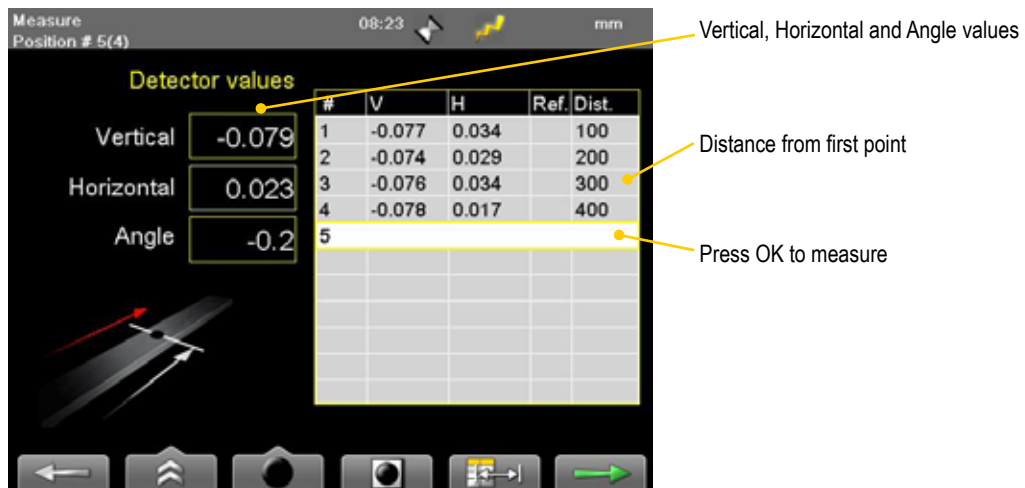 Measure 08:23 mm
Position # 5(4)
Detector values
Vertical -0.079
Horizontal 0.023
Angle -0.2
# V H Ref. Dist.
1 -0.077 0.034 100
2 -0.074 0.029 200
3 -0.076 0.034 300
4 -0.078 0.017 400
5
Vertical, Horizontal and Angle values
Distance from first point
Press OK to measure